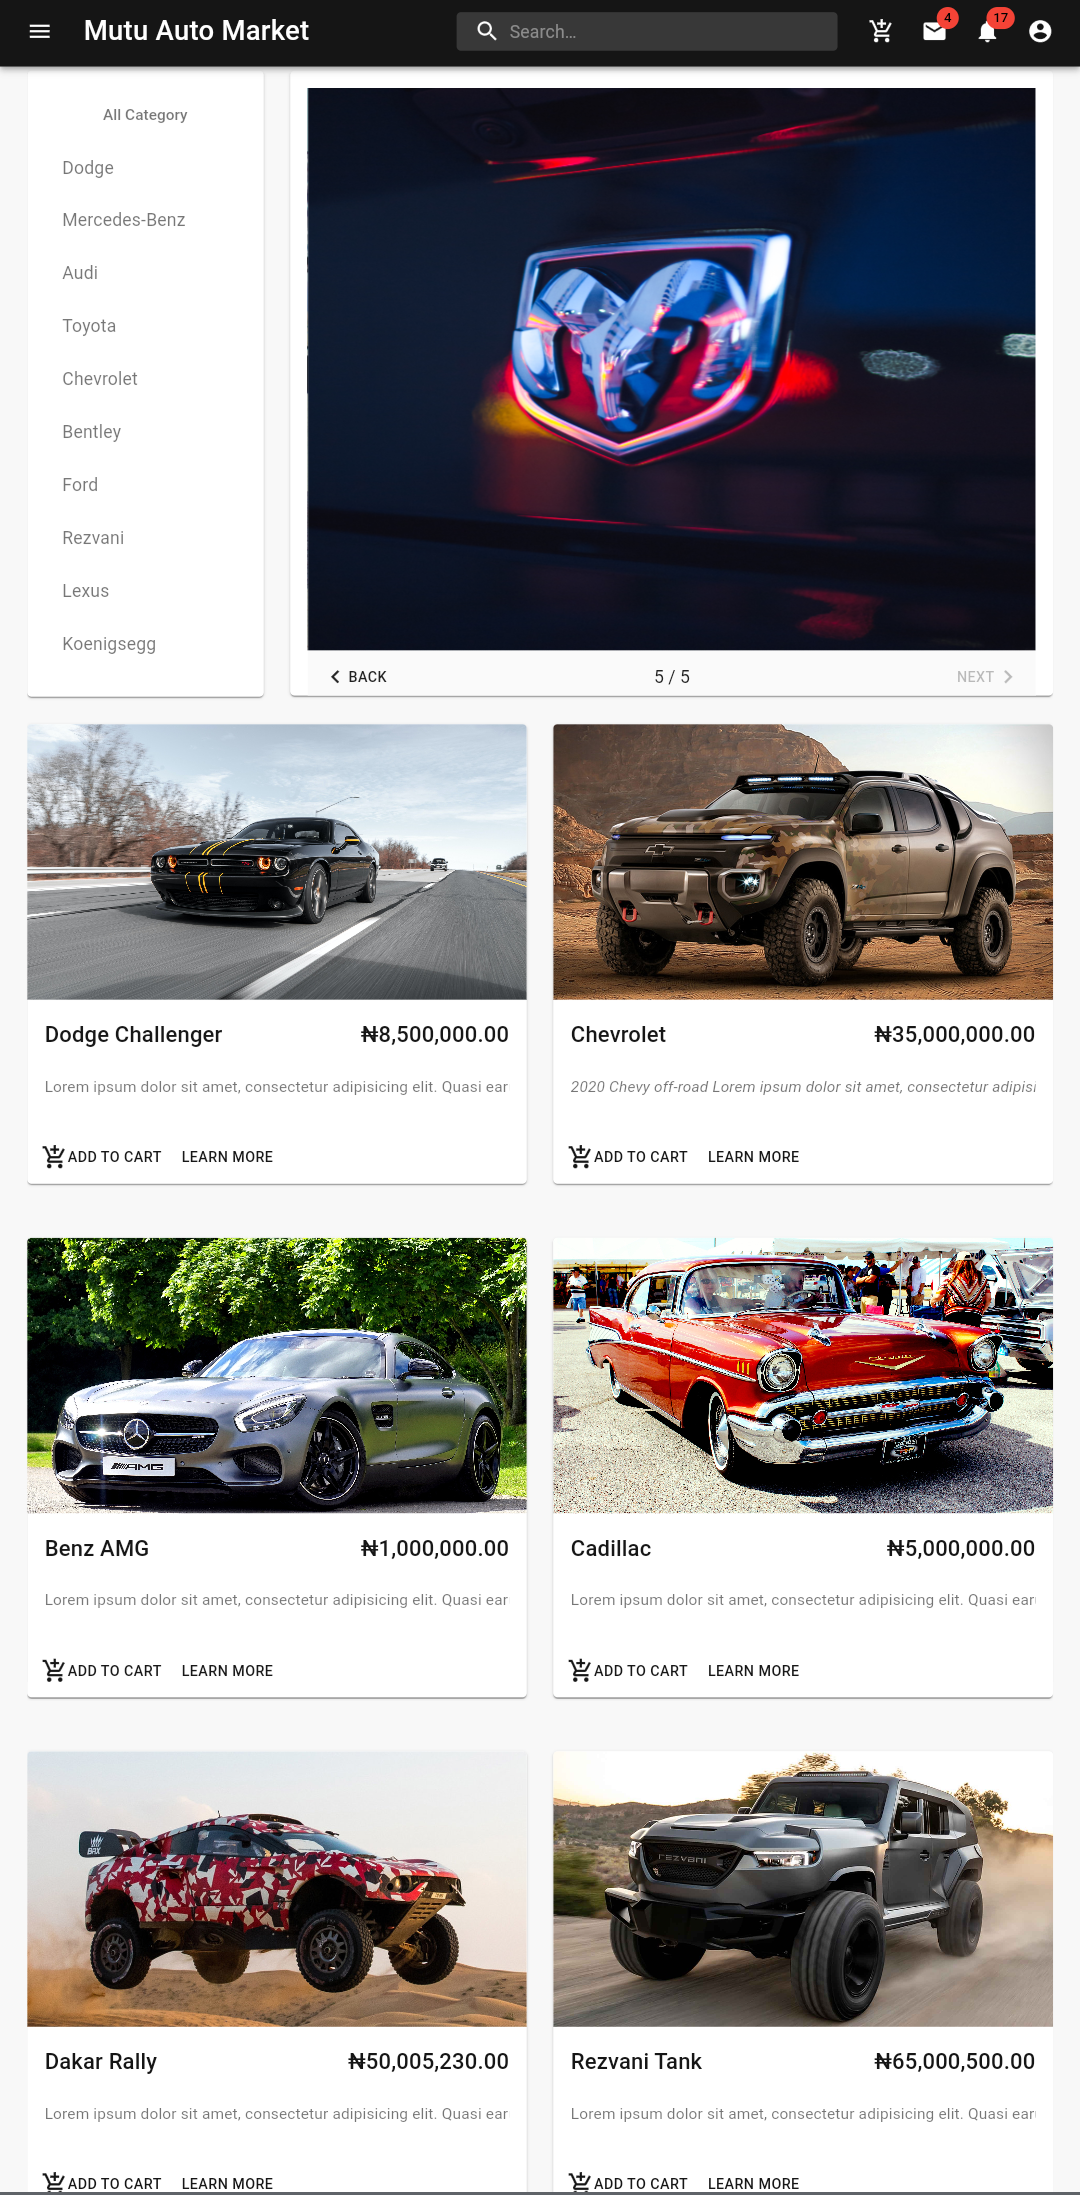 Mutu Auto Market
Search…
4
17
All Category
Dodge
Mercedes-Benz
Audi
Toyota
Chevrolet
Bentley
Ford
Rezvani
Lexus
Koenigsegg
BACK
5 / 5
NEXT
Dodge Challenger
₦8,500,000.00
Lorem ipsum dolor sit amet, consectetur adipisicing elit. Quasi ear
ADD TO CART
LEARN MORE
Chevrolet
₦35,000,000.00
2020 Chevy off-road Lorem ipsum dolor sit amet, consectetur adipisi
ADD TO CART
LEARN MORE
AMG
Benz AMG
₦1,000,000.00
Lorem ipsum dolor sit amet, consectetur adipisicing elit. Quasi ear
ADD TO CART
LEARN MORE
Cadillac
₦5,000,000.00
Lorem ipsum dolor sit amet, consectetur adipisicing elit. Quasi ear
ADD TO CART
LEARN MORE
BRX
Dakar Rally
₦50,005,230.00
Lorem ipsum dolor sit amet, consectetur adipisicing elit. Quasi ear
ADD TO CART
LEARN MORE
rezvani
Rezvani Tank
₦65,000,500.00
Lorem ipsum dolor sit amet, consectetur adipisicing elit. Quasi ear
ADD TO CART
LEARN MORE